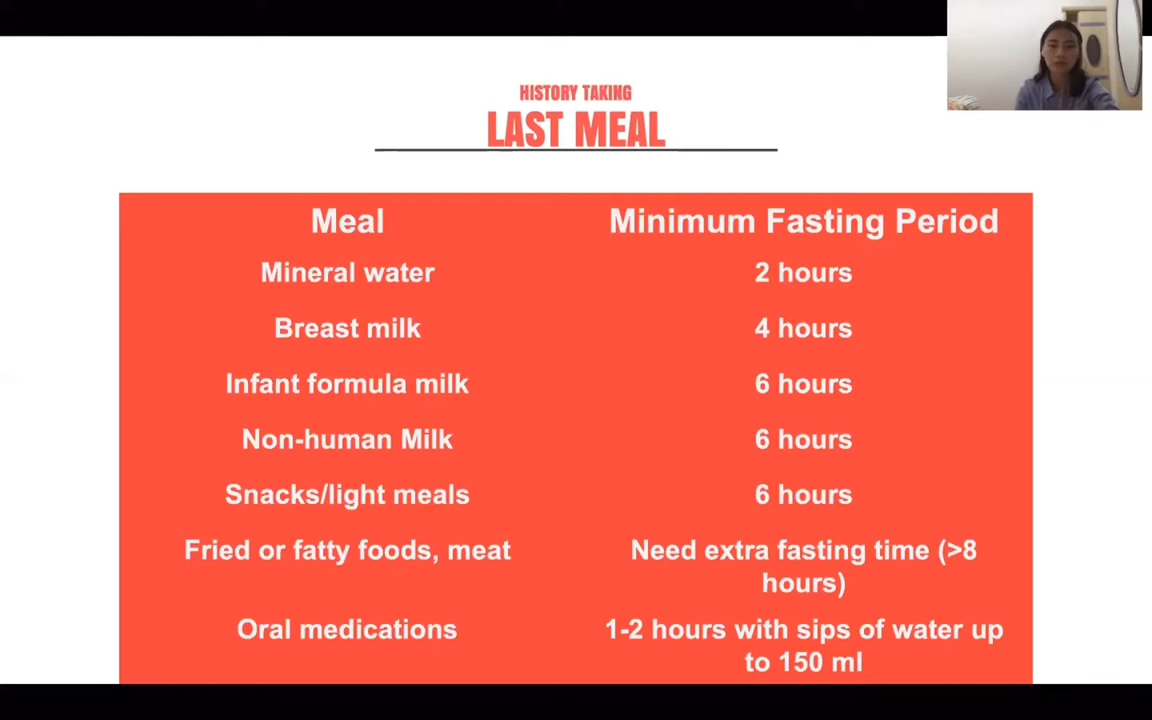 HISTORY TAKING
LAST MEAL
Meal Minimum Fasting Period
Mineral water 2 hours
Breast milk 4 hours
Infant formula milk 6 hours
Non-human Milk 6 hours
Snacks/light meals 6 hours
Fried or fatty foods, meat Need extra fasting time (>8
hours)
Oral medications 1-2 hours with sips of water up
to 150 ml